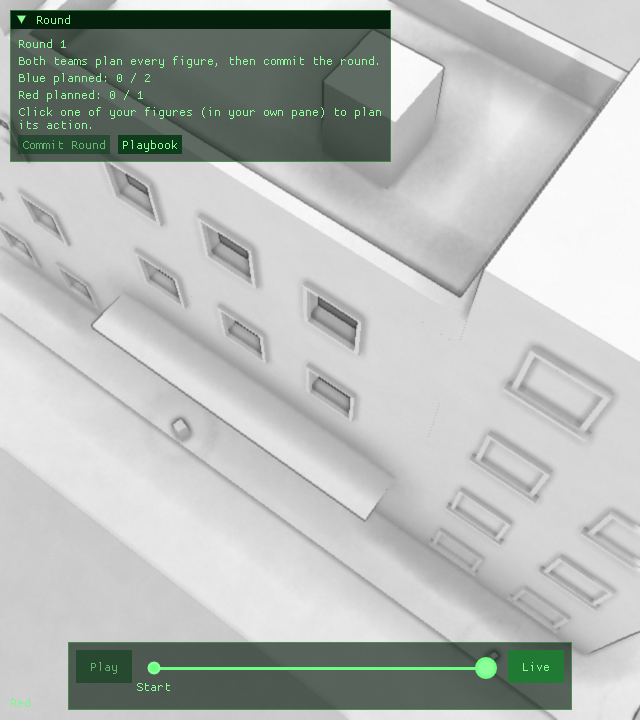 Round
Round 1
Both teams plan every figure, then commit the round.
Blue planned: 0 / 2
Red planned: 0 / 1
Click one of your figures (in your own pane) to plan
its action.
Commit Round Playbook
Play Live
Start
Red